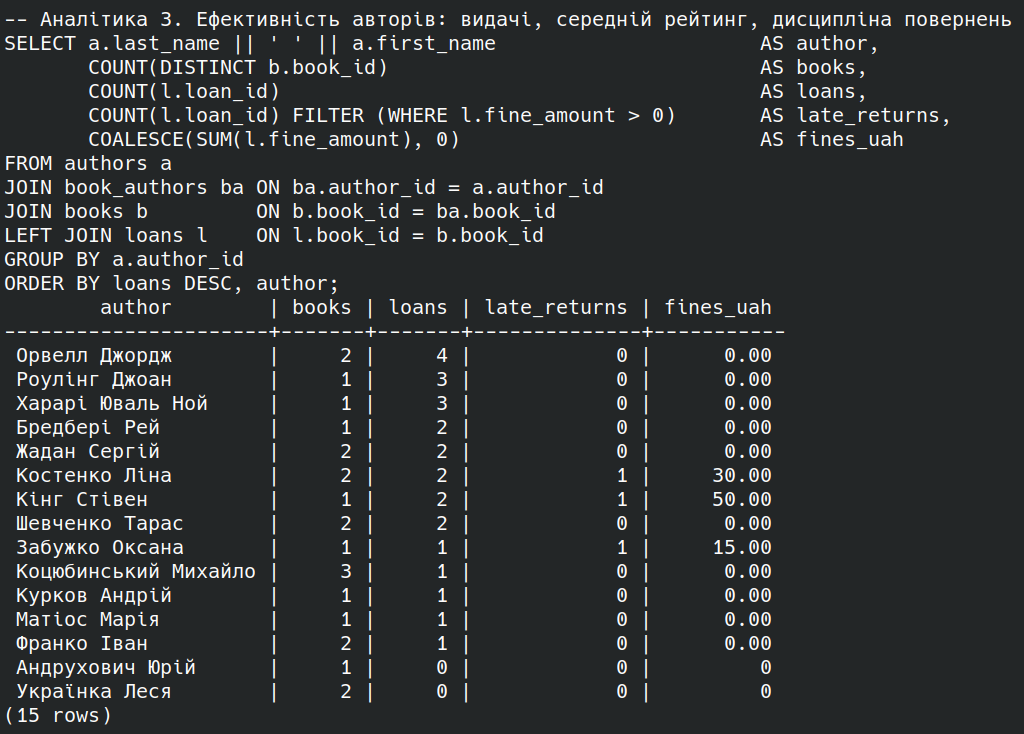 -- Аналітика 3. Ефективність авторів: видачі, середній рейтинг, дисципліна повернень
SELECT a.last_name || ' ' || a.first_name                      AS author,
       COUNT(DISTINCT b.book_id)                               AS books,
       COUNT(l.loan_id)                                        AS loans,
       COUNT(l.loan_id) FILTER (WHERE l.fine_amount > 0)       AS late_returns,
       COALESCE(SUM(l.fine_amount), 0)                         AS fines_uah
FROM authors a
JOIN book_authors ba ON ba.author_id = a.author_id
JOIN books b         ON b.book_id = ba.book_id
LEFT JOIN loans l    ON l.book_id = b.book_id
GROUP BY a.author_id
ORDER BY loans DESC, author;
        author        | books | loans | late_returns | fines_uah
----------------------+-------+-------+--------------+-----------
 Орвелл Джордж        |     2 |     4 |            0 |      0.00
 Роулінг Джоан        |     1 |     3 |            0 |      0.00
 Харарі Юваль Ной     |     1 |     3 |            0 |      0.00
 Бредбері Рей         |     1 |     2 |            0 |      0.00
 Жадан Сергій         |     2 |     2 |            0 |      0.00
 Костенко Ліна        |     2 |     2 |            1 |     30.00
 Кінг Стівен          |     1 |     2 |            1 |     50.00
 Шевченко Тарас       |     2 |     2 |            0 |      0.00
 Забужко Оксана       |     1 |     1 |            1 |     15.00
 Коцюбинський Михайло |     3 |     1 |            0 |      0.00
 Курков Андрій        |     1 |     1 |            0 |      0.00
 Матіос Марія         |     1 |     1 |            0 |      0.00
 Франко Іван          |     2 |     1 |            0 |      0.00
 Андрухович Юрій      |     1 |     0 |            0 |         0
 Українка Леся        |     2 |     0 |            0 |         0
(15 rows)